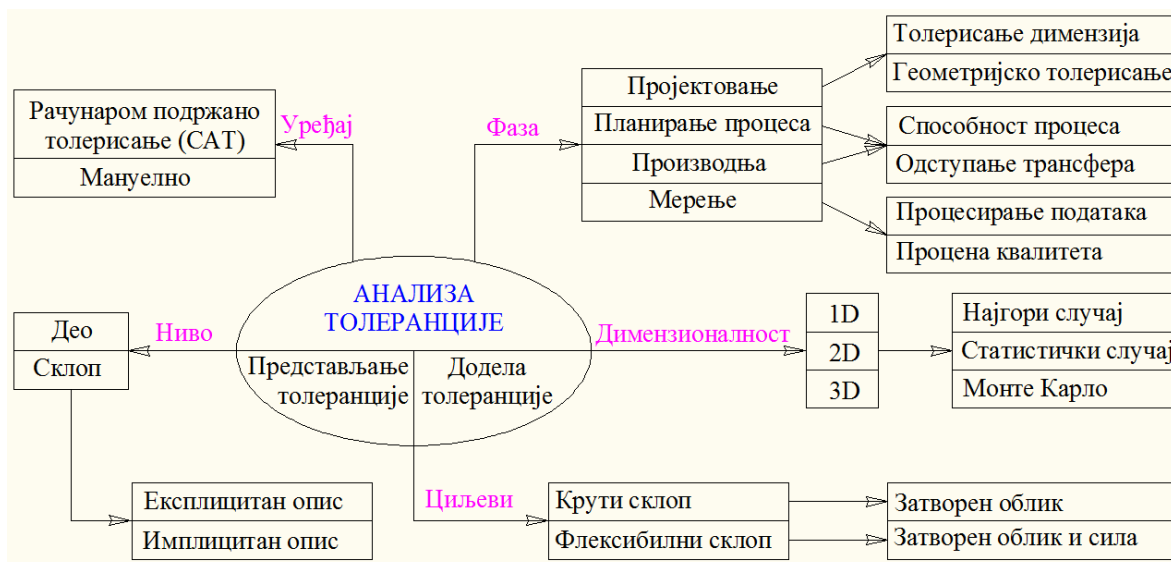 Толерисање димензија
Геометријско толерисање
Пројектовање
Рачунаром подржано
толерисање (CAT)
Мануелно
Уређај
Фаза
Планирање процеса
Производња
Мерење
Способност процеса
Одступање трансфера
Процесирање података
Процена квалитета
АНАЛИЗА
ТОЛЕРАНЦИЈЕ
Представљање
толеранције
Додела
толеранције
Ниво
Део
Склоп
Димензионалност
1D
2D
3D
Најгори случај
Статистички случај
Монте Карло
Експлицитан опис
Имплицитан опис
Циљеви
Крути склоп
Флексибилни склоп
Затворен облик
Затворен облик и сила